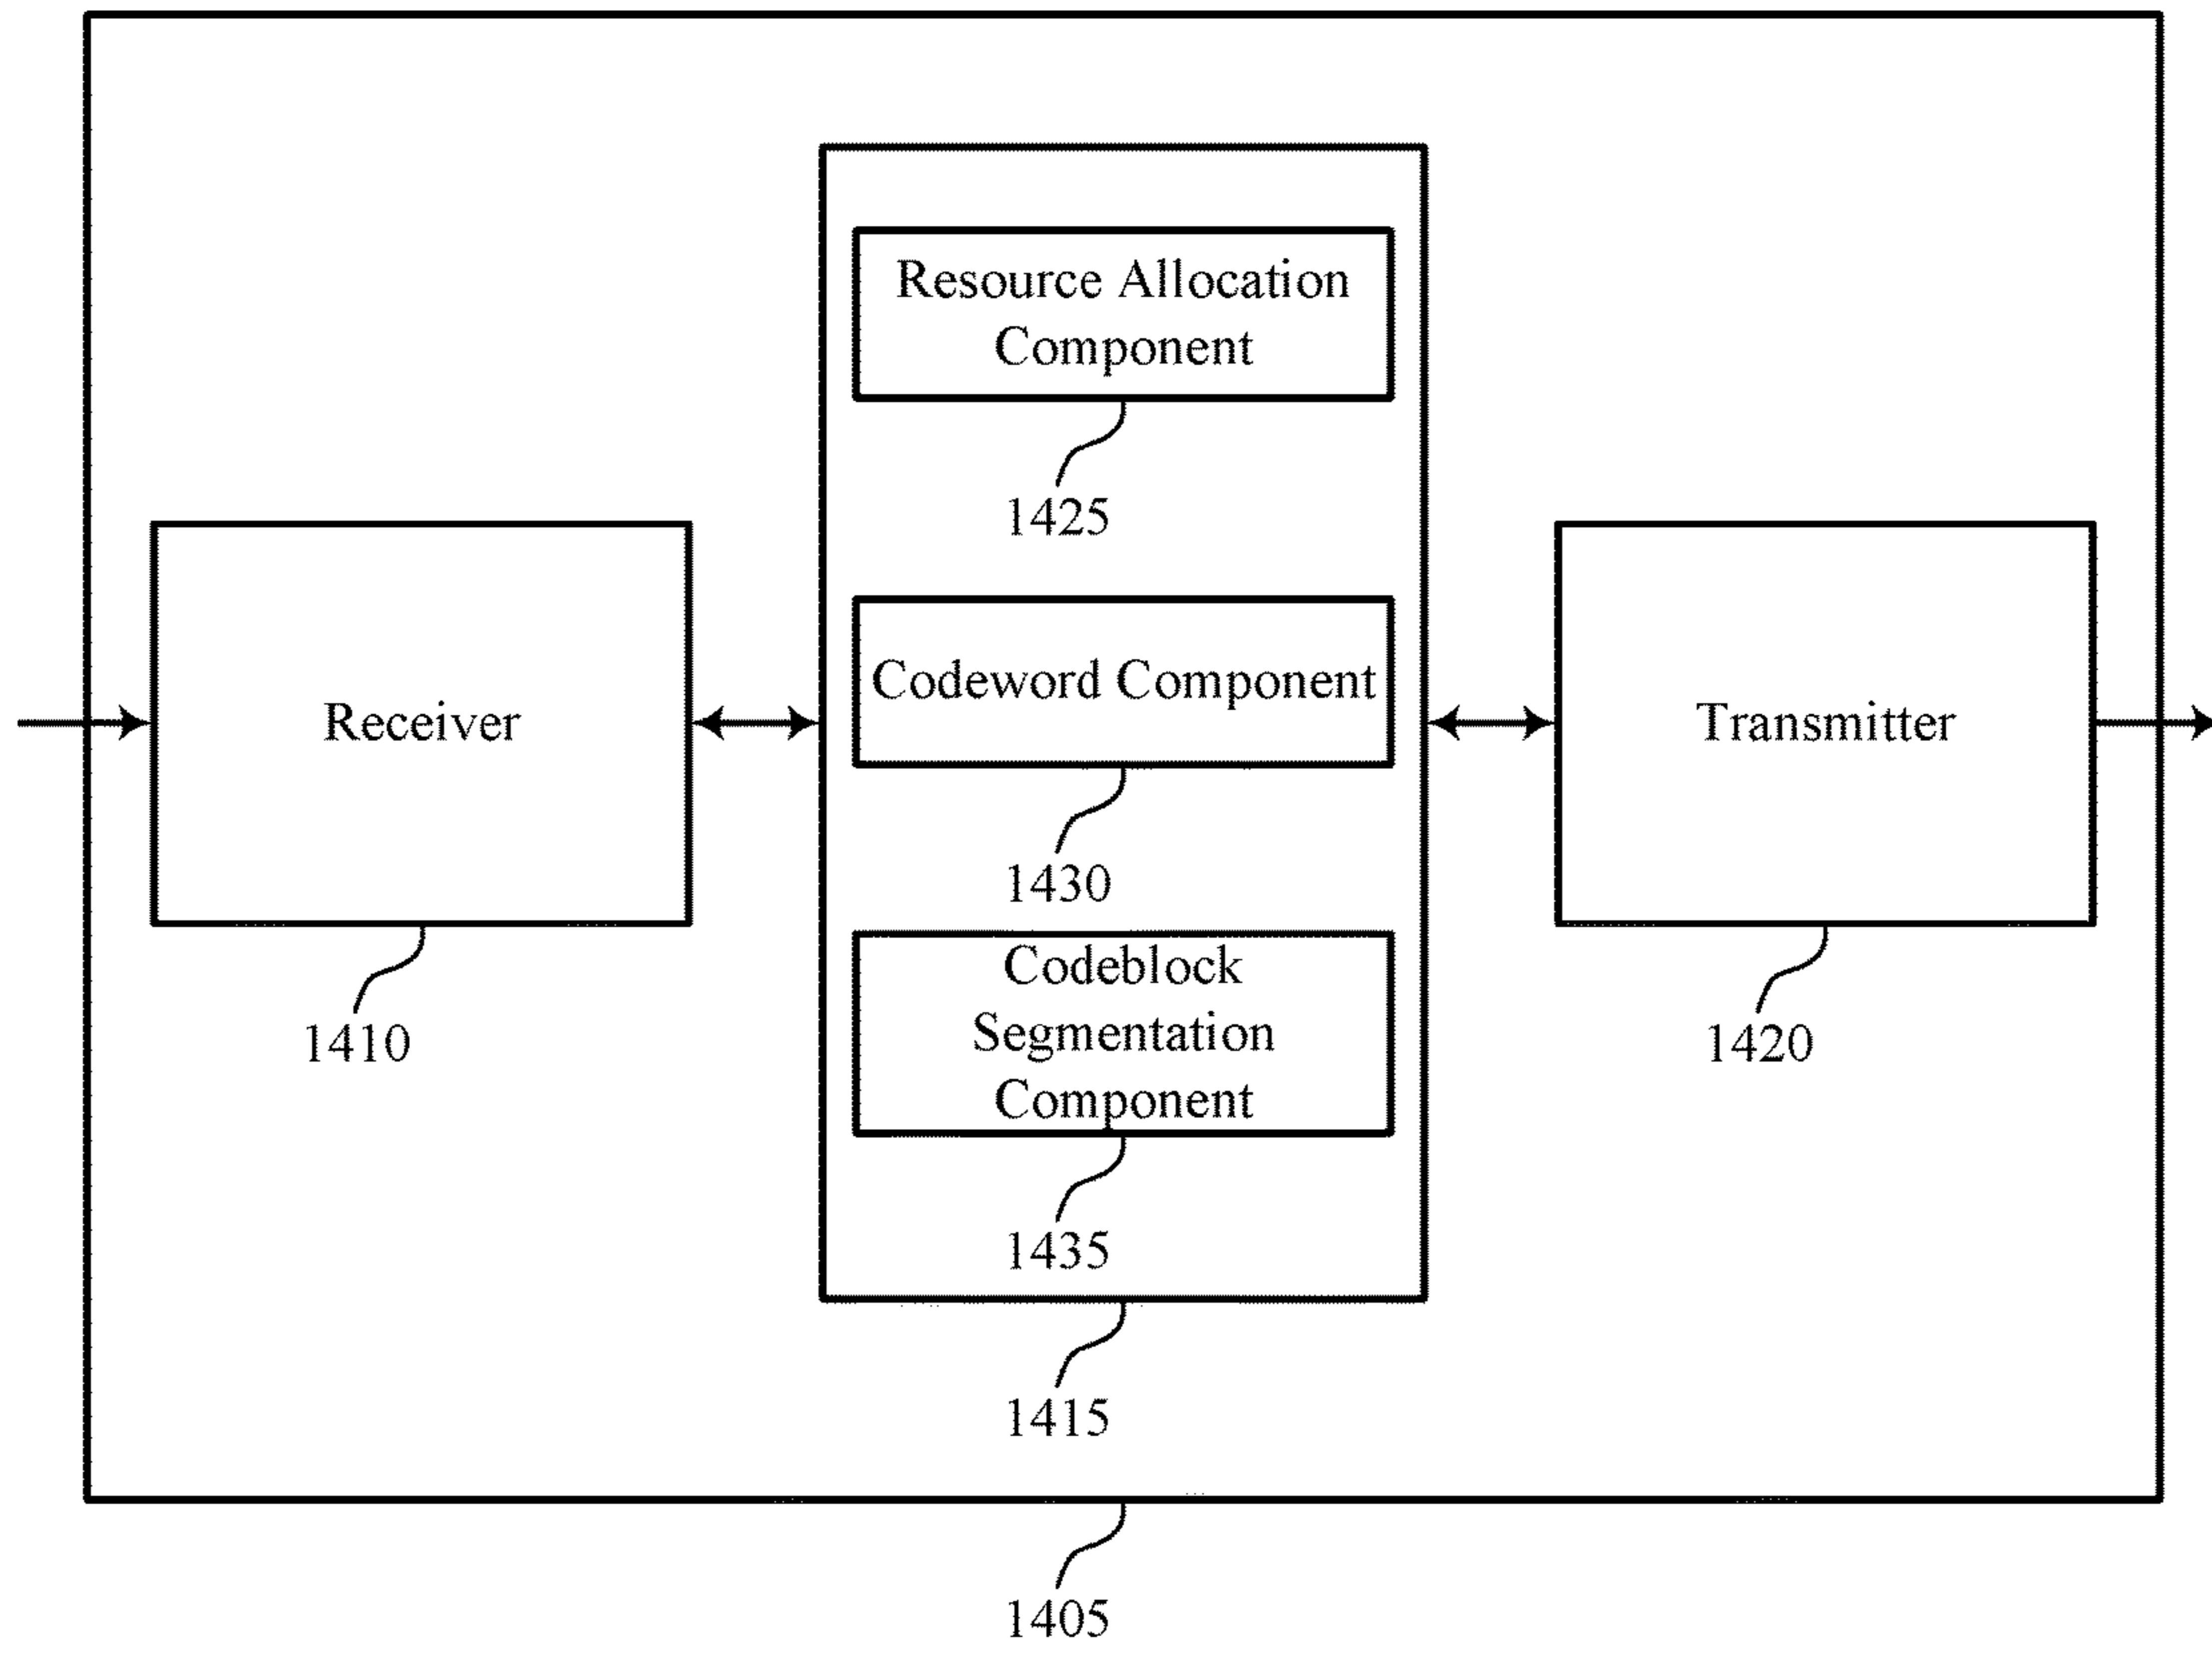 Resource Allocation
Component
1425
Receiver
1410
Codeword Component
1430
Transmitter
1420
Codeblock
Segmentation
Component
1435
1415
1405